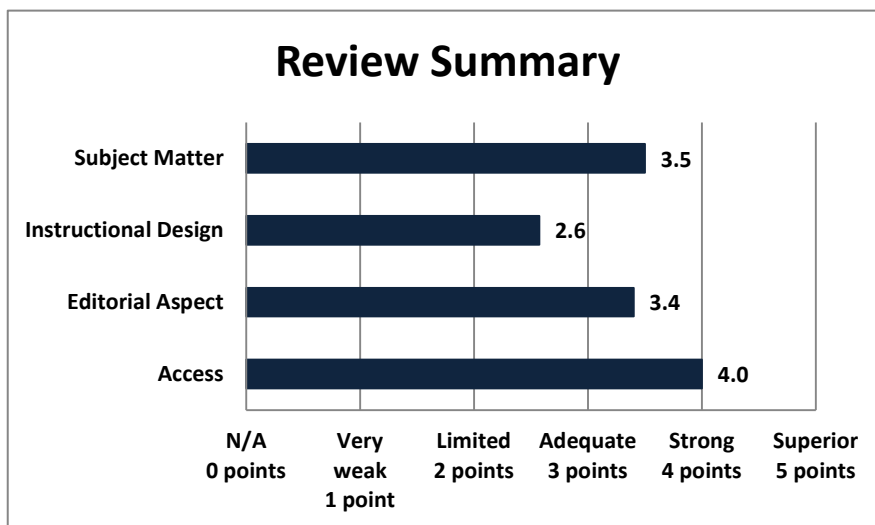 Review Summary
Subject Matter
3.5
Instructional Design
2.6
Editorial Aspect
3.4
Access
4.0
N/A
0 points
Very
weak
1 point
Limited
2 points
Adequate
3 points
Strong
4 points
Superior
5 points